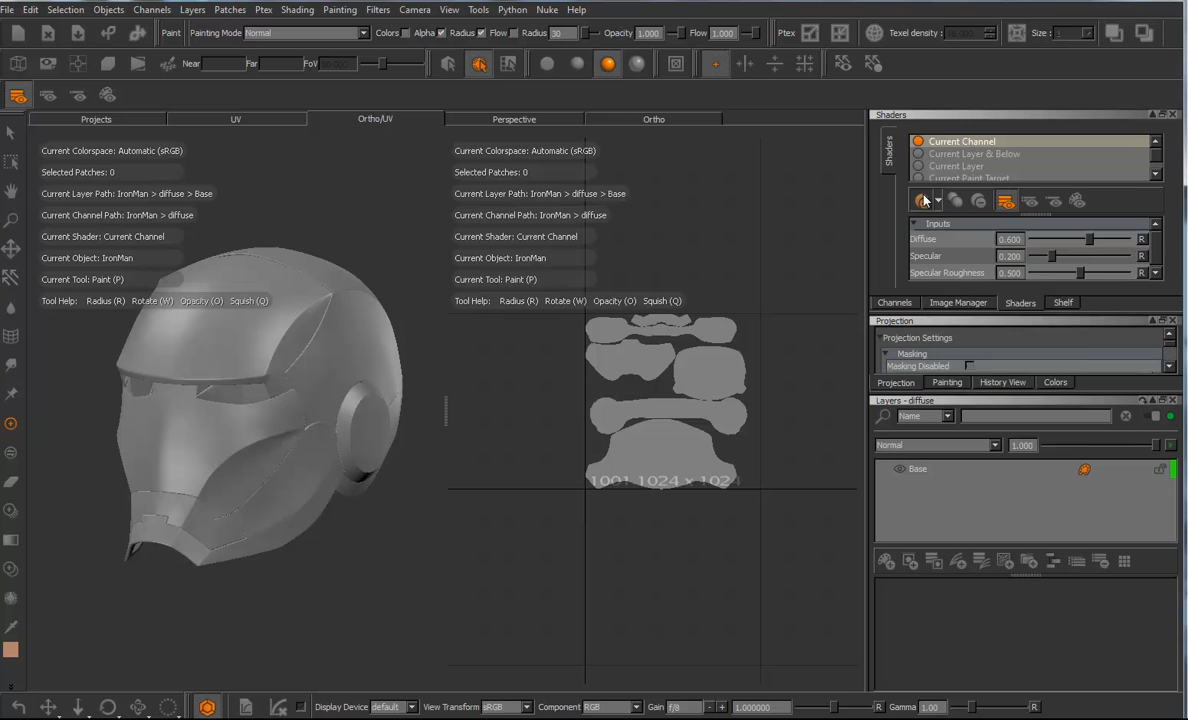 File Edit Selection Objects Channels Layers Patches Ptex Shading Painting Filters Camera View Tools Python Nuke Help
Paint Painting Mode Normal Colors Alpha Radius Flow Radius 30 Opacity 1.000 Flow 1.000 Ptex Texel density: Size:
Near Far FoV
Projects UV Ortho/UV Perspective Ortho
Current Colorspace: Automatic (sRGB)
Selected Patches: 0
Current Layer Path: IronMan > diffuse > Base
Current Channel Path: IronMan > diffuse
Current Shader: Current Channel
Current Object: IronMan
Current Tool: Paint (P)
Tool Help: Radius (R) Rotate (W) Opacity (O) Squish (Q)
Current Colorspace: Automatic (sRGB)
Selected Patches: 0
Current Layer Path: IronMan > diffuse > Base
Current Channel Path: IronMan > diffuse
Current Shader: Current Channel
Current Object: IronMan
Current Tool: Paint (P)
Tool Help: Radius (R) Rotate (W) Opacity (O) Squish (Q)
1001 1024 x 1024
Shaders
Shaders
Current Channel
Current Layer & Below
Current Layer
Current Paint Target
Inputs
Diffuse 0.600 R
Specular 0.200 R
Specular Roughness 0.500 R
Channels Image Manager Shaders Shelf
Projection
Projection Settings
Masking
Masking Disabled
Projection Painting History View Colors
Layers - diffuse
Name
Normal 1.000
Base
Display Device default View Transform sRGB Component RGB Gain f/8 - + 1.000000 R Gamma 1.00 R